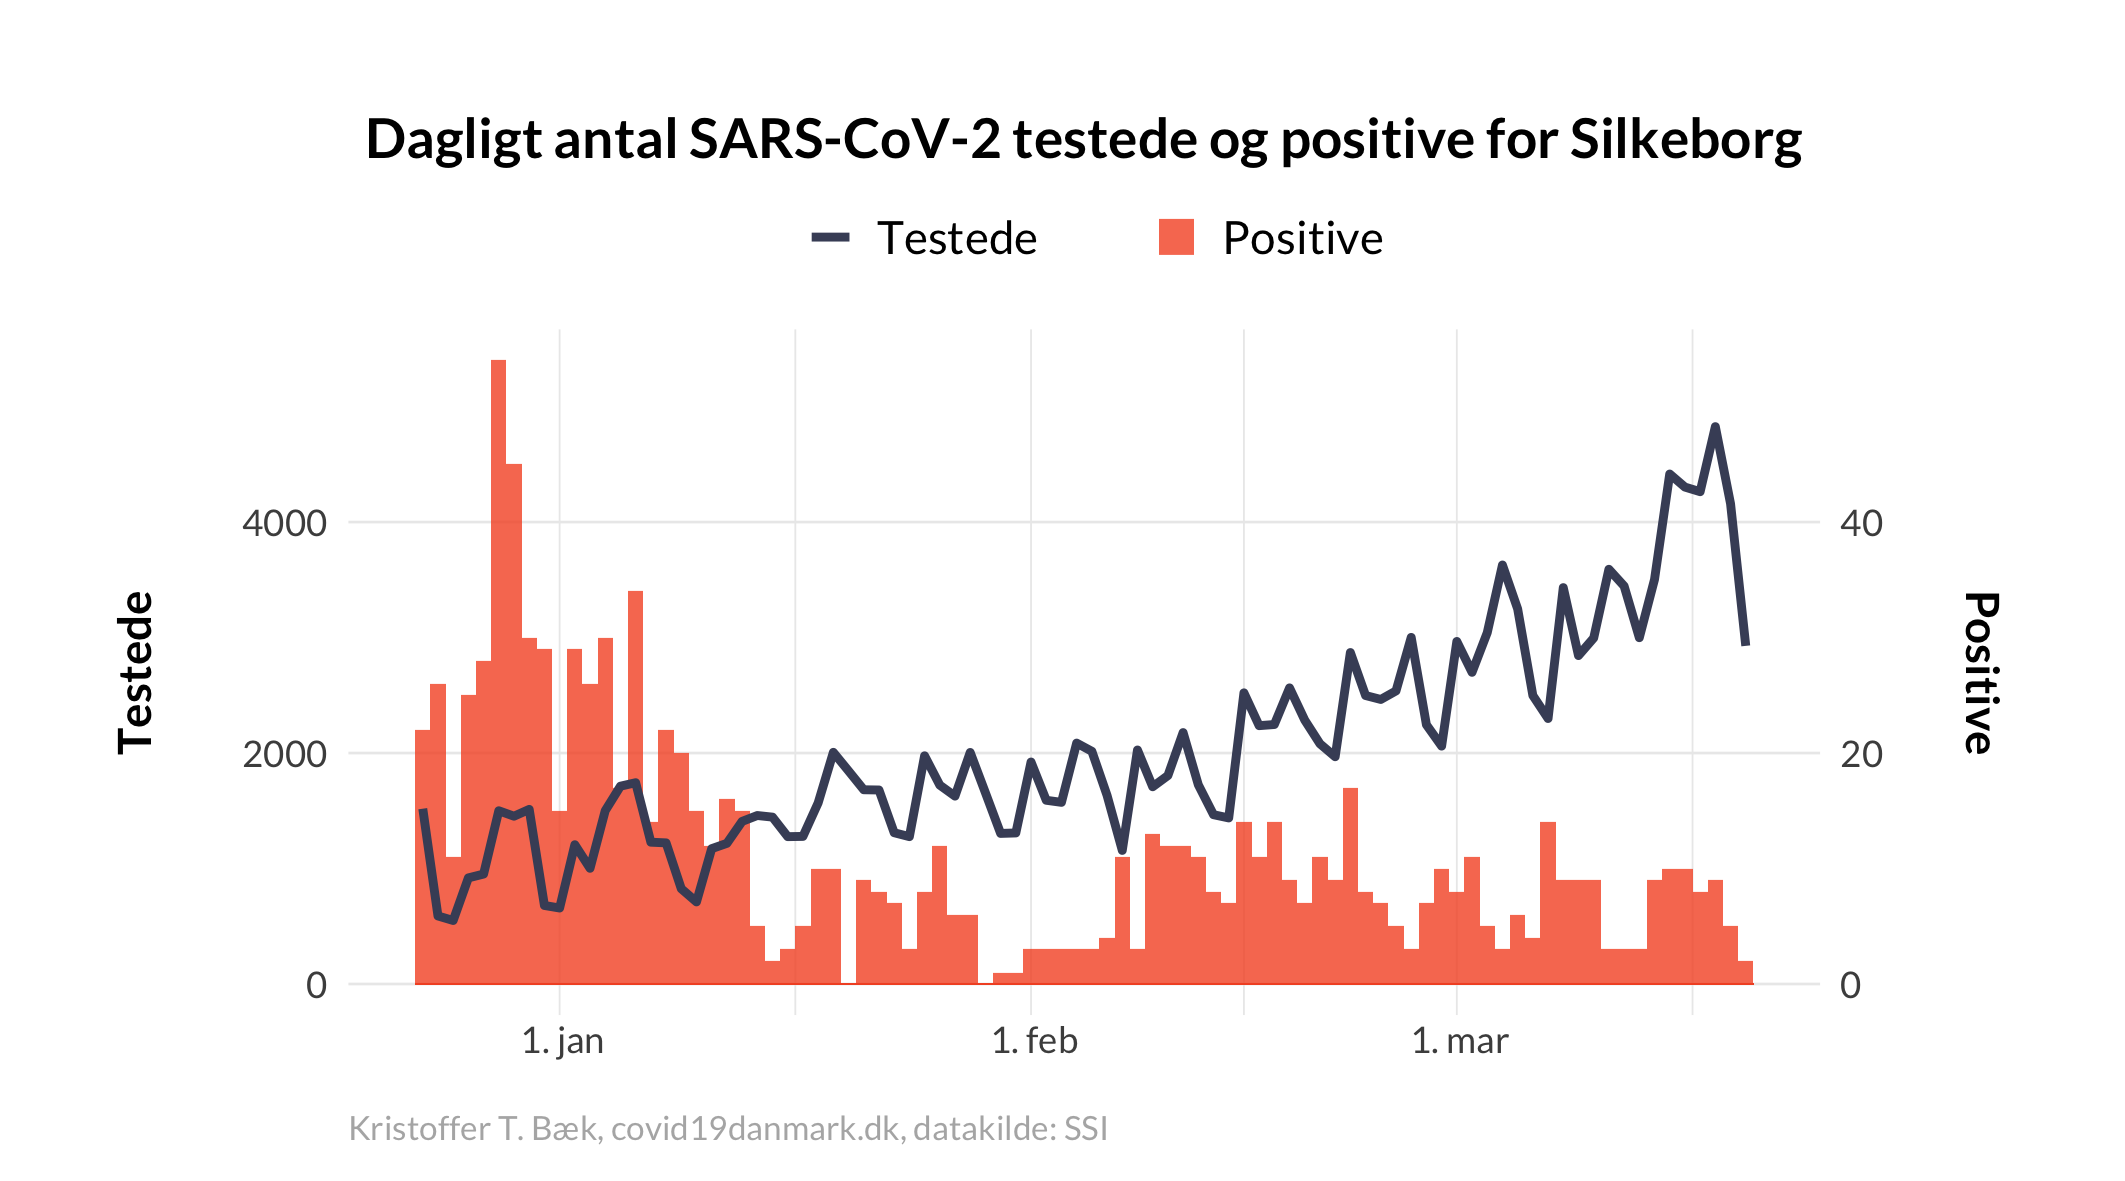 Dagligt antal SARS-CoV-2 testede og positive for Silkeborg
Testede
Positive
Testede
4000
2000
0
40
20
0
Positive
1. jan
1. feb
1. mar
Kristoffer T. Bæk, covid19danmark.dk, datakilde: SSI